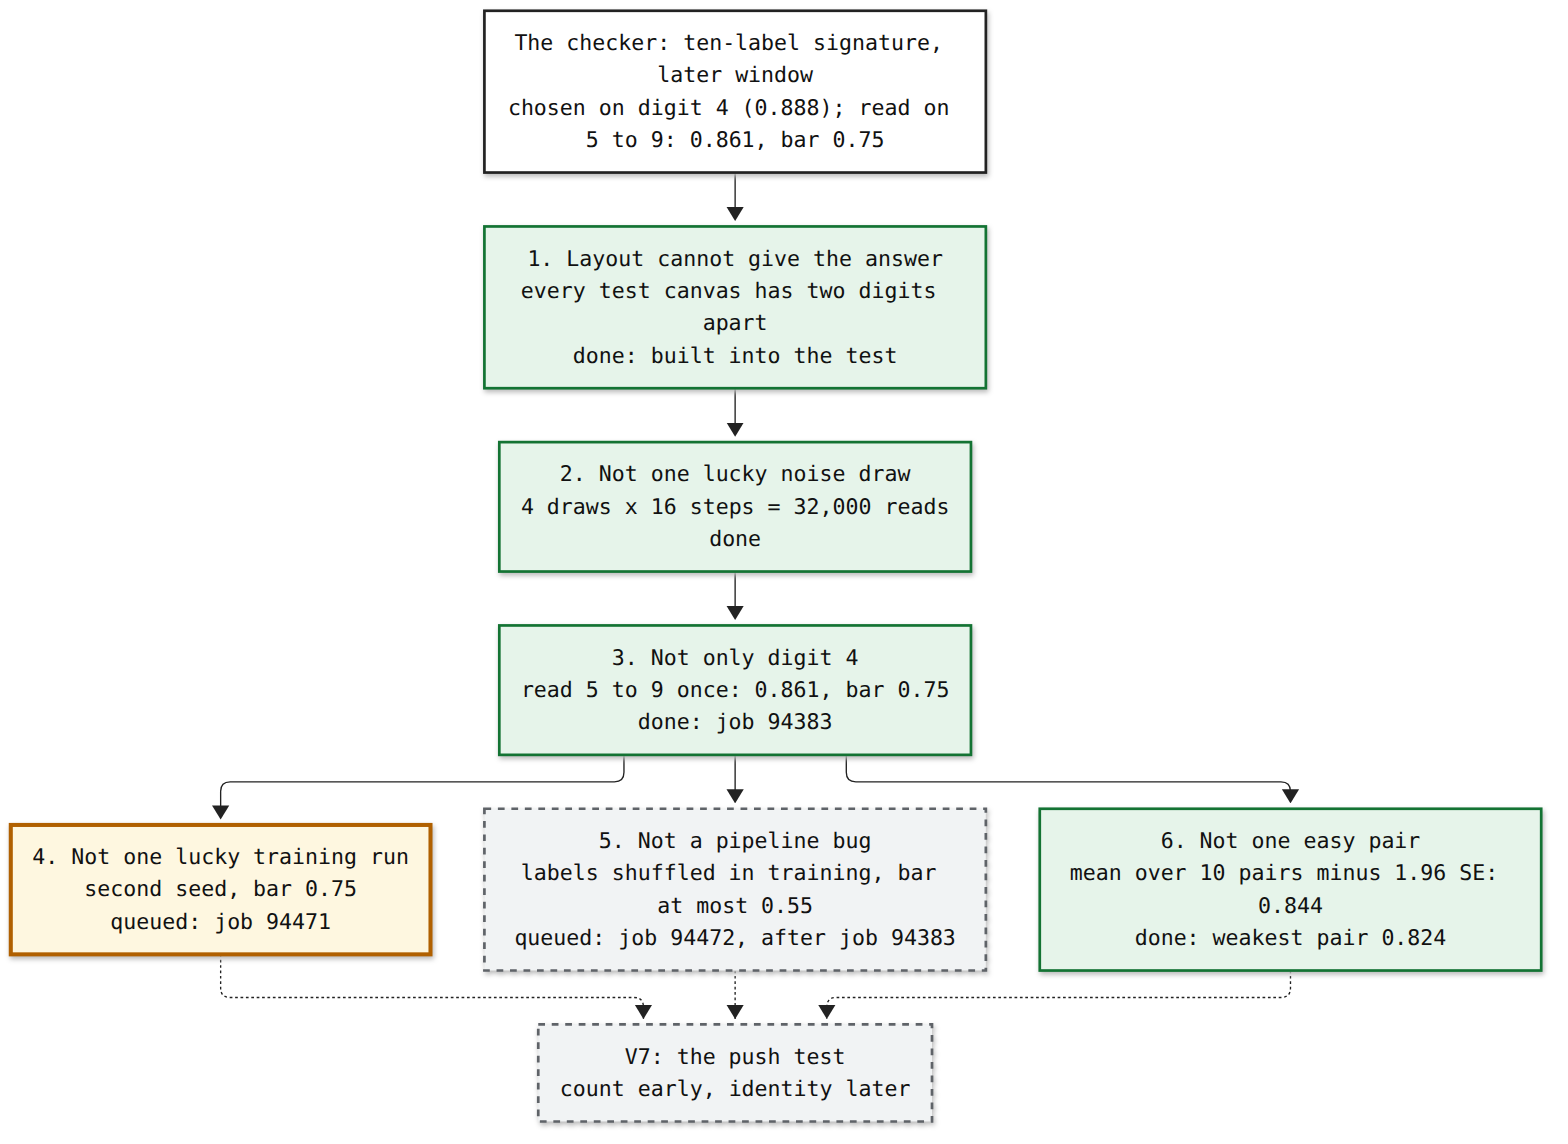 The checker: ten-label signature,
later window
chosen on digit 4 (0.888); read on
5 to 9: 0.861, bar 0.75
1. Layout cannot give the answer
every test canvas has two digits
apart
done: built into the test
2. Not one lucky noise draw
4 draws x 16 steps = 32,000 reads
done
3. Not only digit 4
read 5 to 9 once: 0.861, bar 0.75
done: job 94383
4. Not one lucky training run
second seed, bar 0.75
queued: job 94471
5. Not a pipeline bug
labels shuffled in training, bar
at most 0.55
queued: job 94472, after job 94383
6. Not one easy pair
mean over 10 pairs minus 1.96 SE:
0.844
done: weakest pair 0.824
V7: the push test
count early, identity later